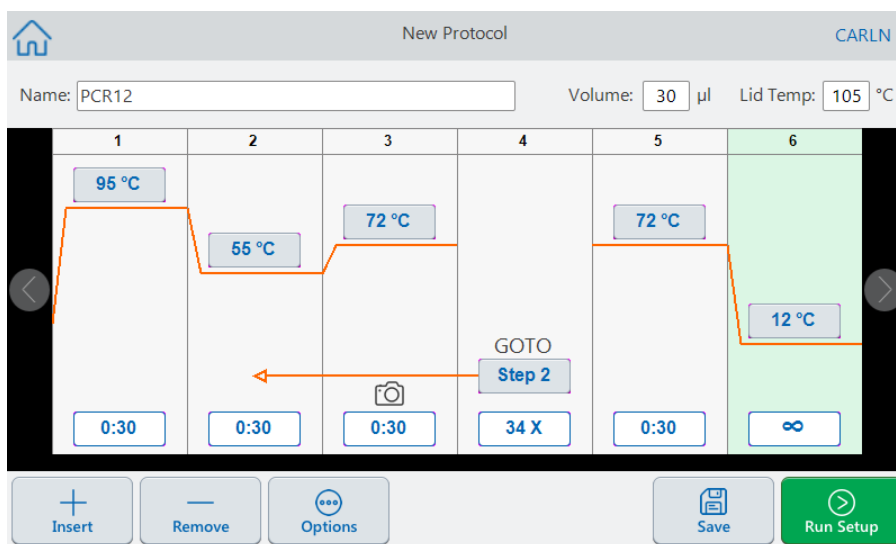 New Protocol CARLN
Name: PCR12 Volume: 30 µl Lid Temp: 105 °C
1 2 3 4 5 6
95 °C
72 °C 72 °C
55 °C
12 °C
GOTO
Step 2
0:30 0:30 0:30 34 X 0:30 ∞
Insert Remove Options Save Run Setup